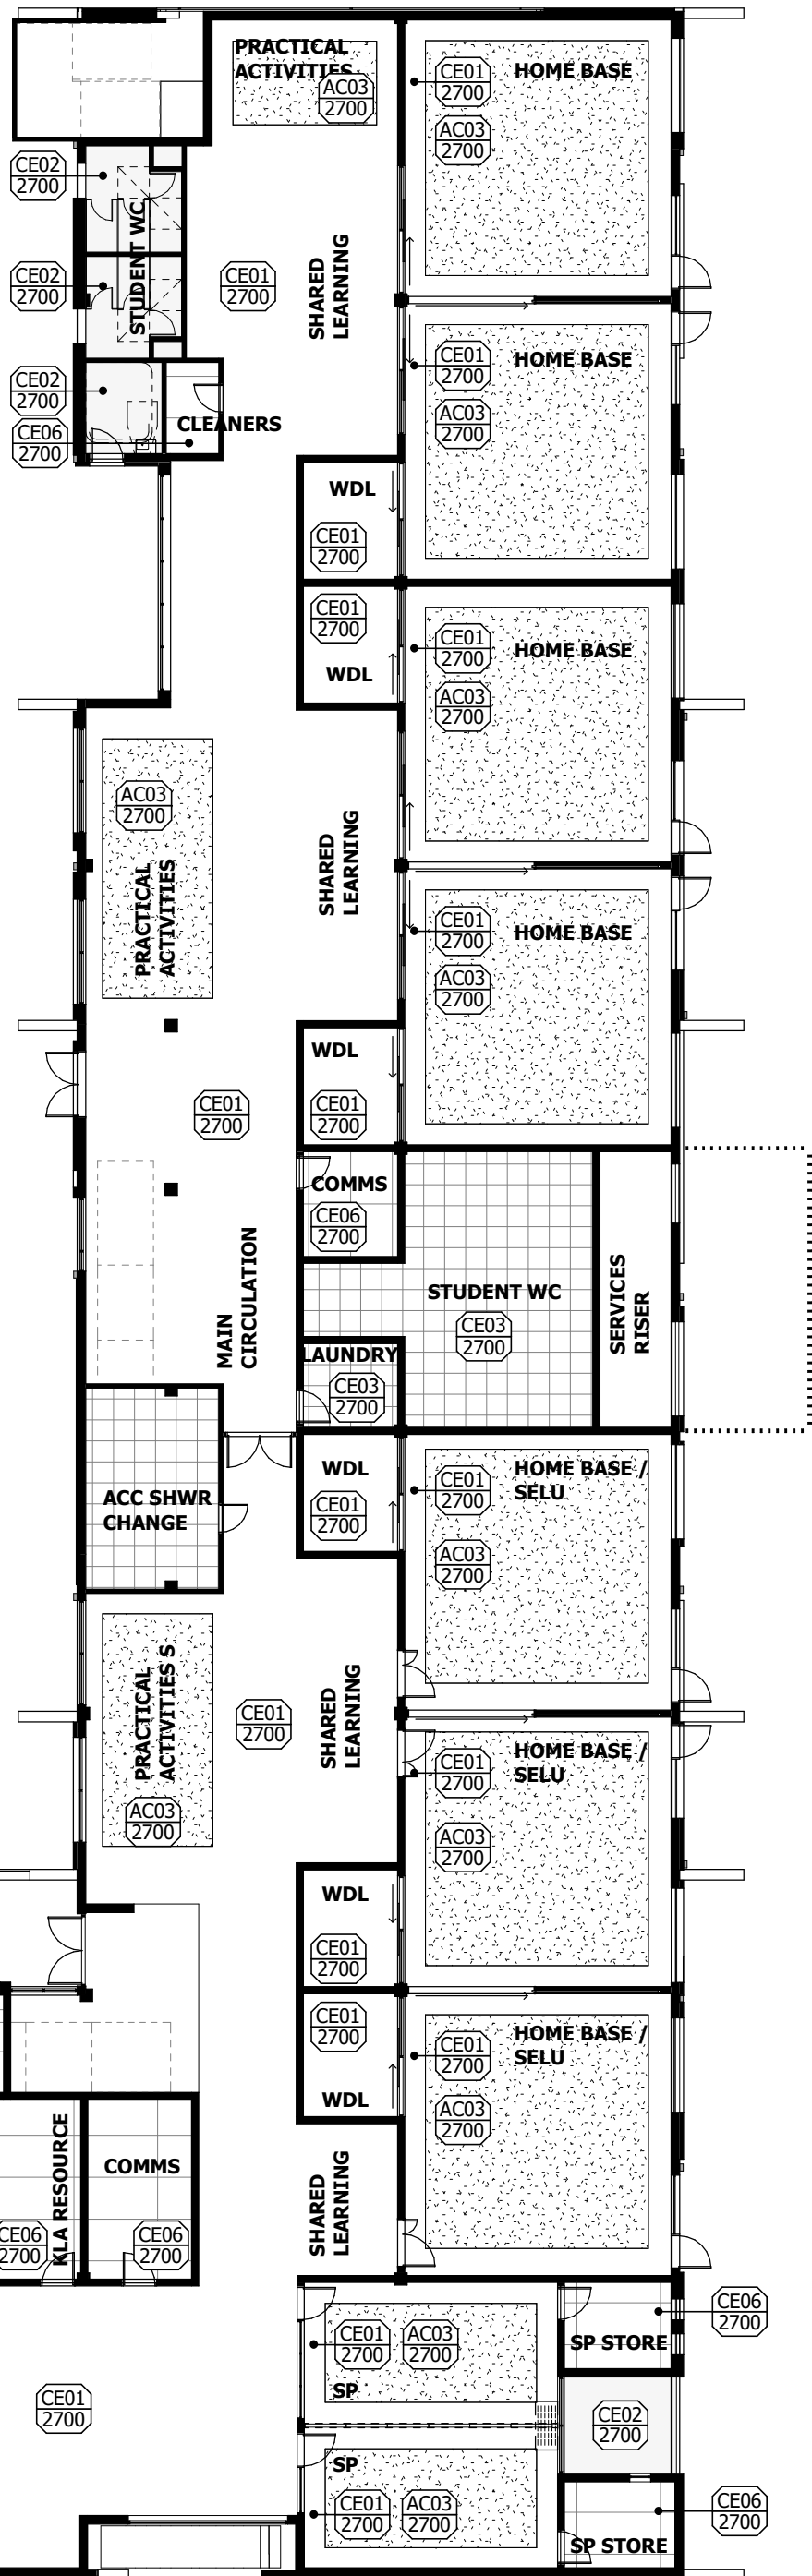 PRACTICAL
ACTIVITIES
AC03
2700
CE01
2700
HOME BASE
AC03
2700
CE02
2700
STUDENT WC
CE02
2700
CE01
2700
SHARED
LEARNING
CE01
2700
HOME BASE
AC03
2700
CE02
2700
CE06
2700
CLEANERS
WDL
CE01
2700
CE01
2700
WDL
CE01
2700
HOME BASE
AC03
2700
AC03
2700
PRACTICAL
ACTIVITIES
SHARED
LEARNING
CE01
2700
HOME BASE
AC03
2700
WDL
CE01
2700
CE01
2700
COMMS
CE06
2700
MAIN
CIRCULATION
STUDENT WC
CE03
2700
SERVICES
RISER
LAUNDRY
CE03
2700
ACC SHWR
CHANGE
WDL
CE01
2700
CE01
2700
HOME BASE /
SELU
AC03
2700
PRACTICAL
ACTIVITIES S
AC03
2700
CE01
2700
SHARED
LEARNING
CE01
2700
HOME BASE /
SELU
AC03
2700
WDL
CE01
2700
CE01
2700
WDL
CE01
2700
HOME BASE /
SELU
AC03
2700
KLA RESOURCE
CE06
2700
COMMS
CE06
2700
SHARED
LEARNING
CE01
2700
AC03
2700
SP
SP STORE
CE06
2700
CE01
2700
CE02
2700
SP
CE01
2700
AC03
2700
SP STORE
CE06
2700